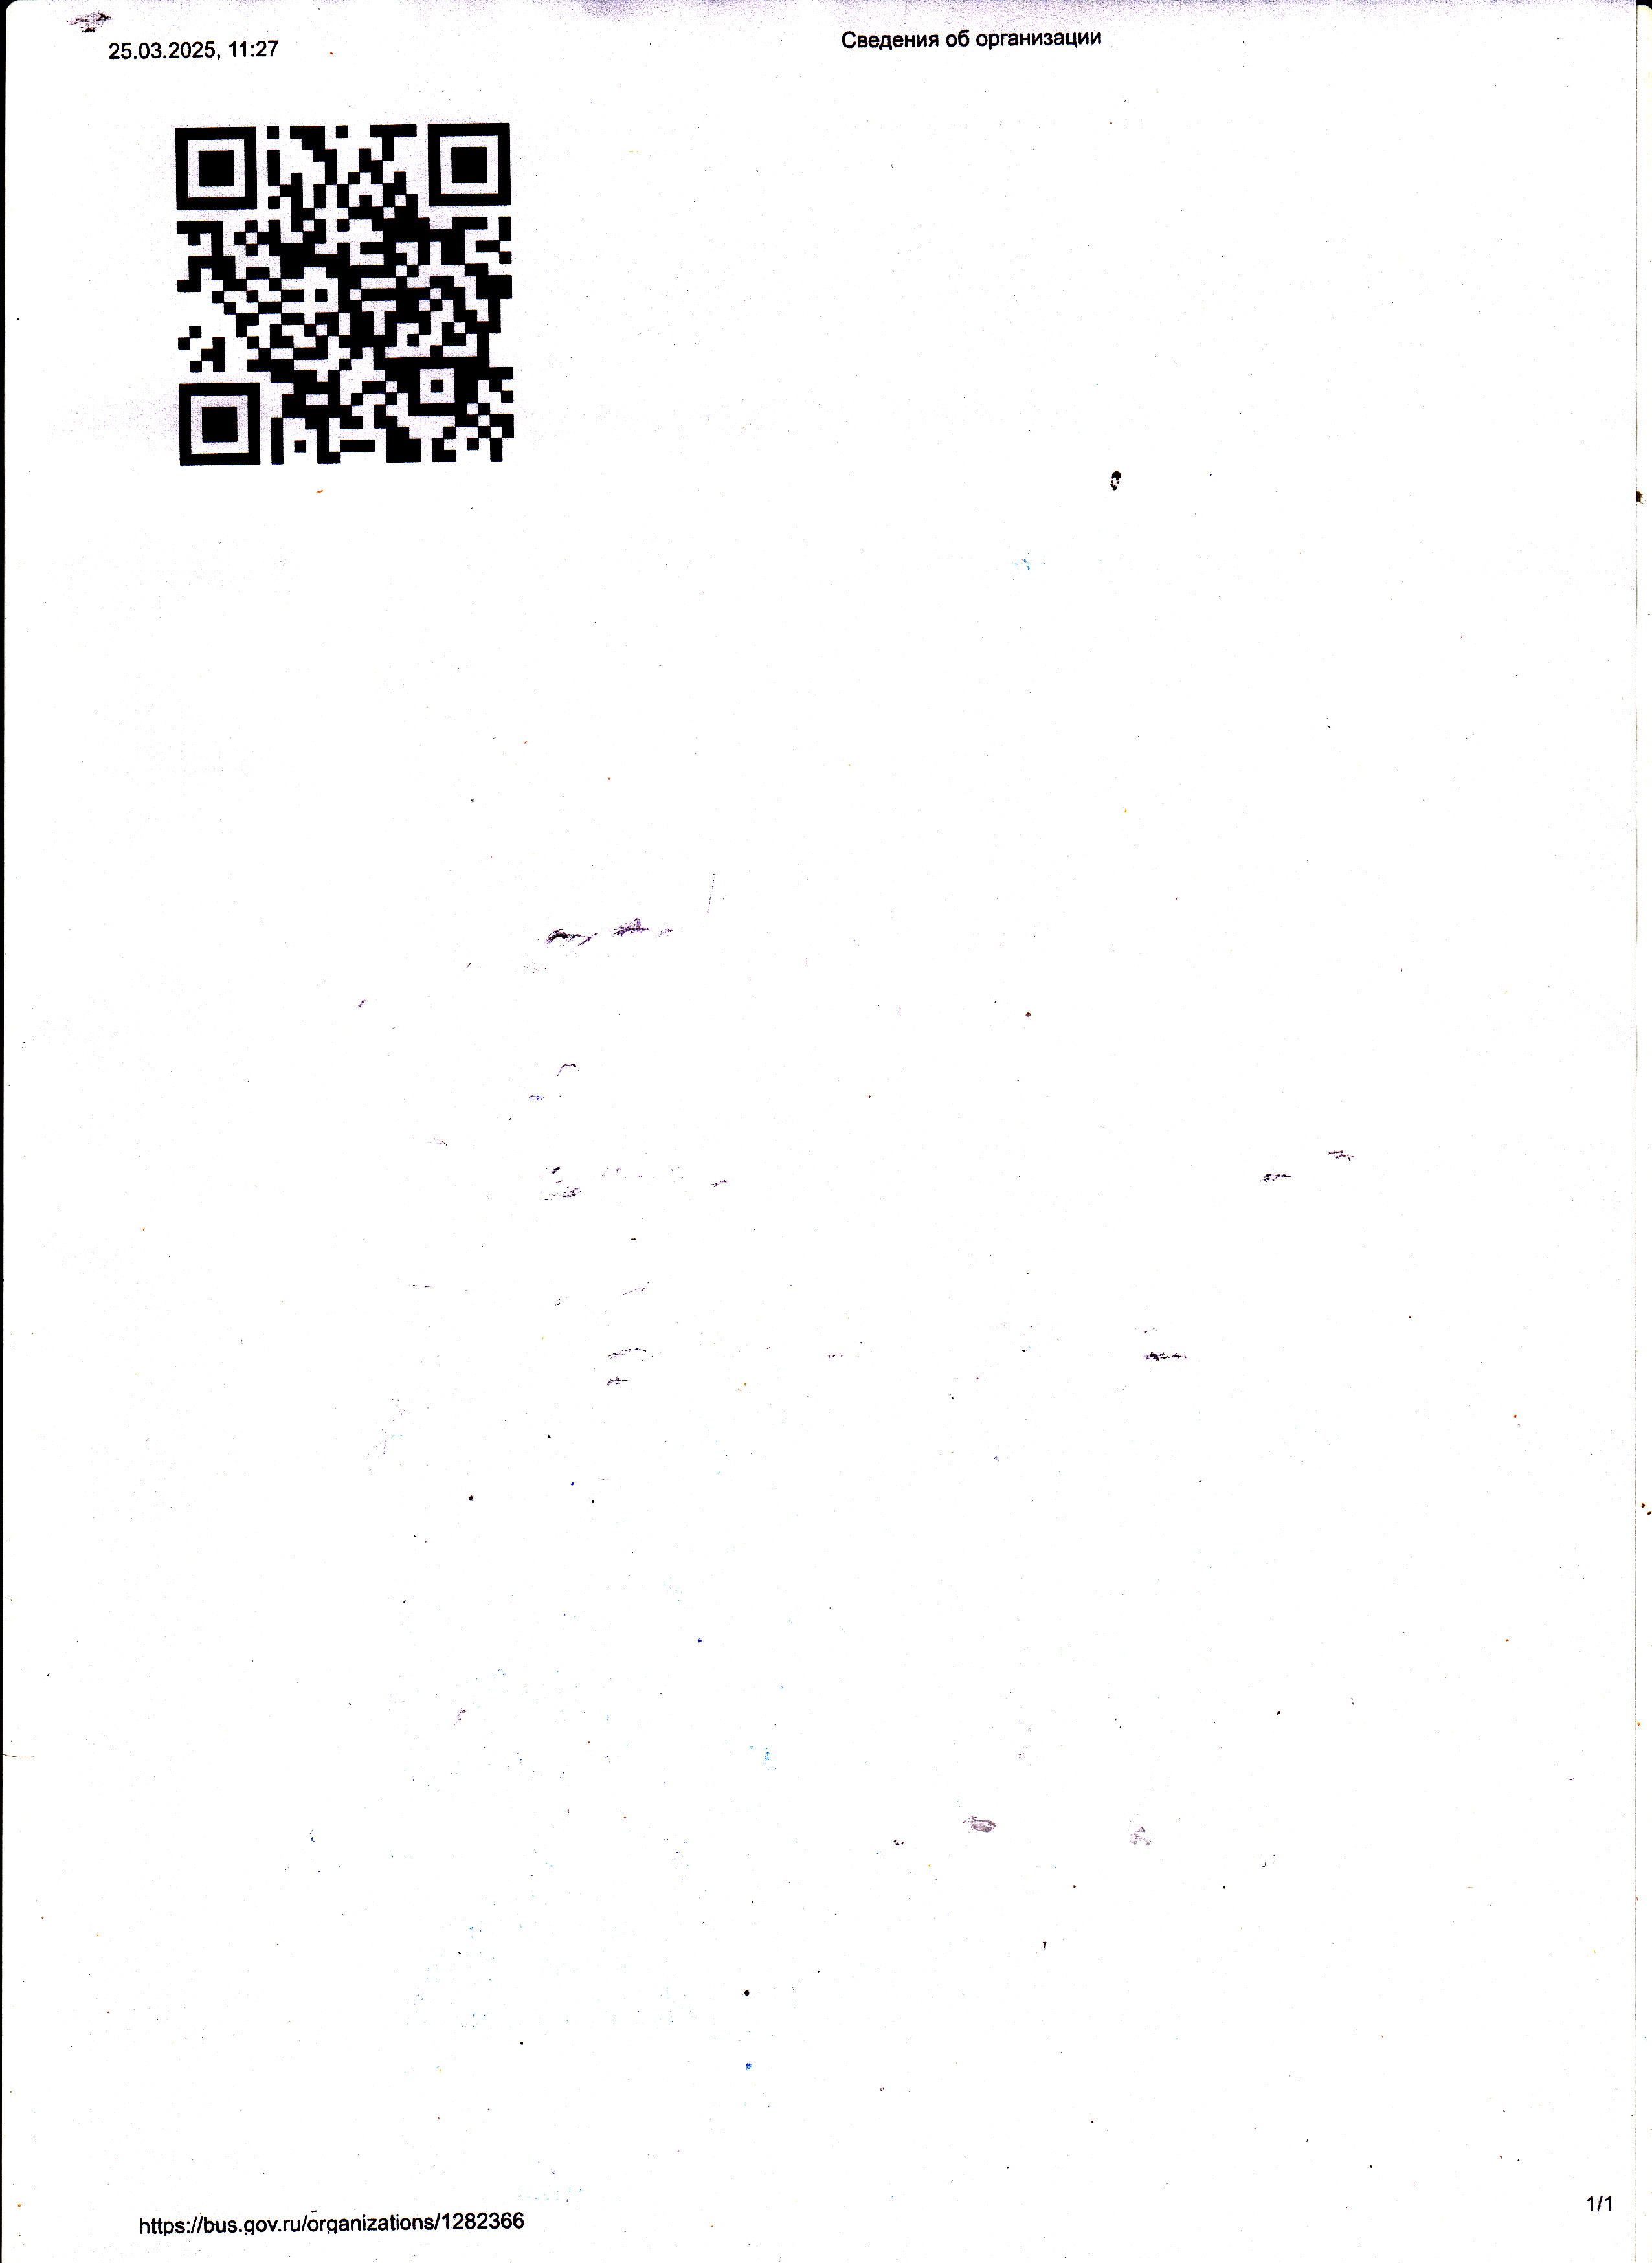 25.03.2025, 11:27
Сведения об организации
https://bus.gov.ru/organizations/1282366
1/1